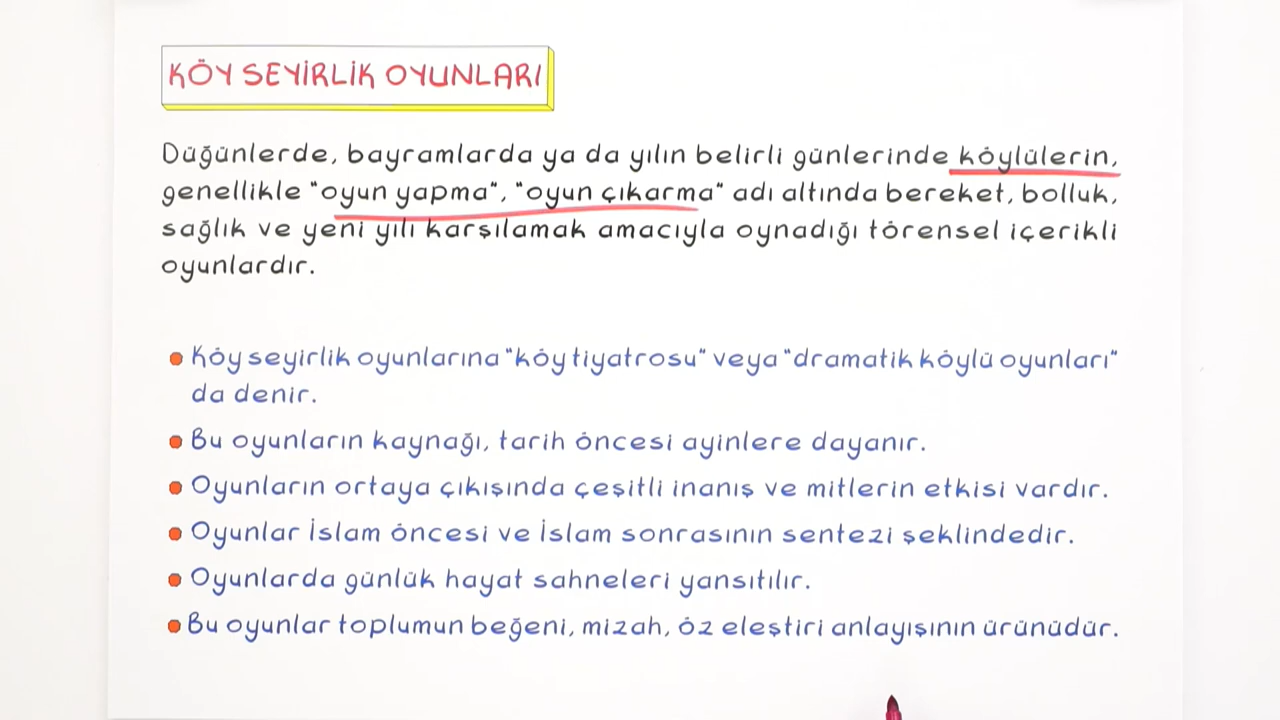 KÖY SEYİRLİK OYUNLARI
Düğünlerde, bayramlarda ya da yılın belirli günlerinde köylülerin,
genellikle "oyun yapma", "oyun çıkarma" adı altında bereket, bolluk,
sağlık ve yeni yılı karşılamak amacıyla oynadığı törensel içerikli
oyunlardır.
● Köy seyirlik oyunlarına "köy tiyatrosu" veya "dramatik köylü oyunları"
da denir.
● Bu oyunların kaynağı, tarih öncesi ayinlere dayanır.
● Oyunların ortaya çıkışında çeşitli inanış ve mitlerin etkisi vardır.
● Oyunlar İslam öncesi ve İslam sonrasının sentezi şeklindedir.
● Oyunlarda günlük hayat sahneleri yansıtılır.
● Bu oyunlar toplumun beğeni, mizah, öz eleştiri anlayışının ürünüdür.